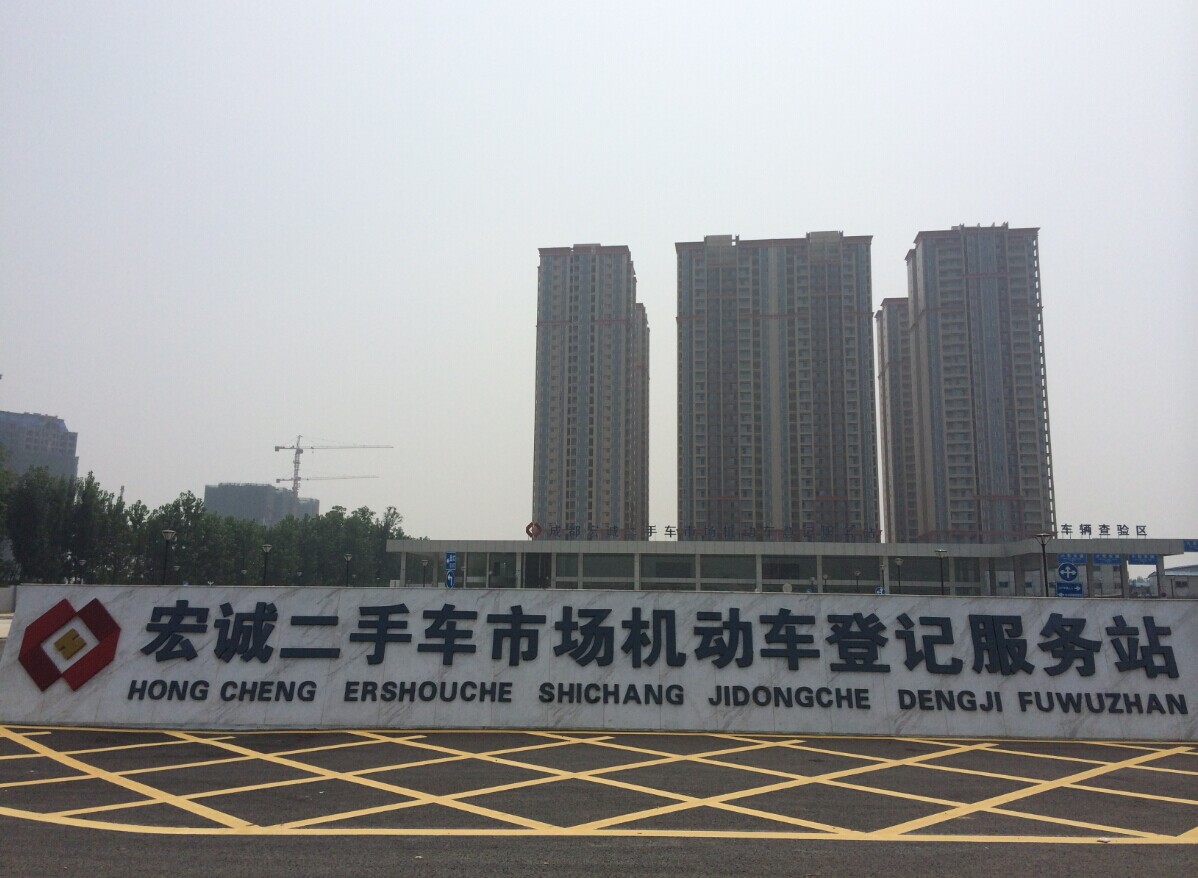 车辆查验区
宏诚二手车市场机动车登记服务站
HONG CHENG ERSHOUCHE SHICHANG JIDONGCHE DENGJI FUWUZHAN